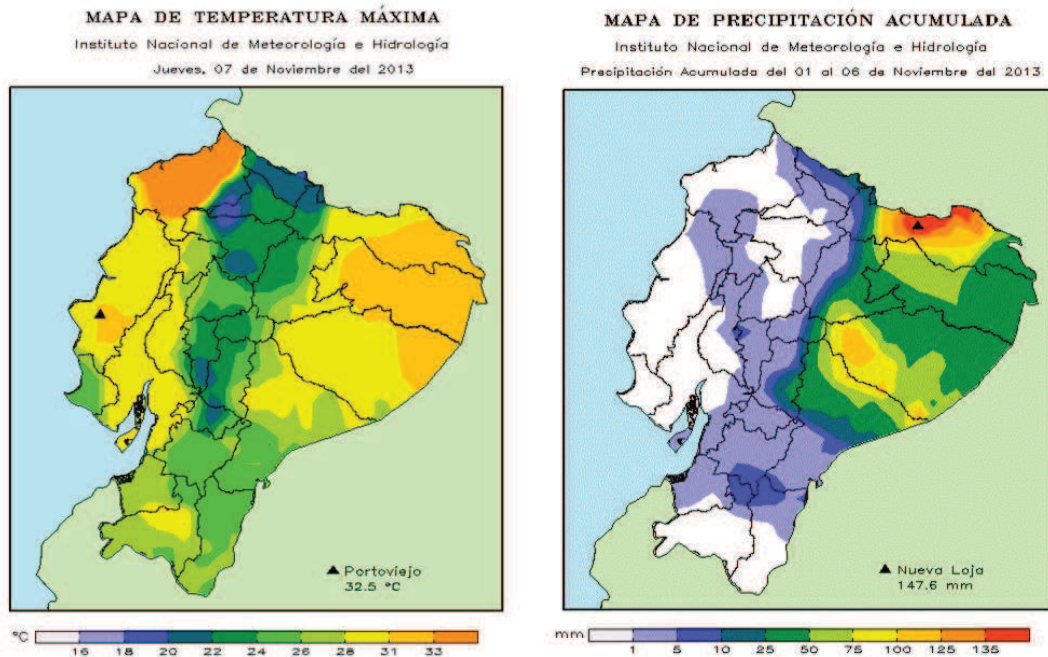 MAPA DE TEMPERATURA MÁXIMA
Instituto Nacional de Meteorología e Hidrología
Jueves, 07 de Noviembre del 2013
Portoviejo
32.5 °C
°C 16 18 20 22 24 26 28 31 33
MAPA DE PRECIPITACIÓN ACUMULADA
Instituto Nacional de Meteorología e Hidrología
Precipitación Acumulada del 01 al 06 de Noviembre del 2013
Nueva Loja
147.6 mm
mm 1 5 10 25 50 75 100 125 135